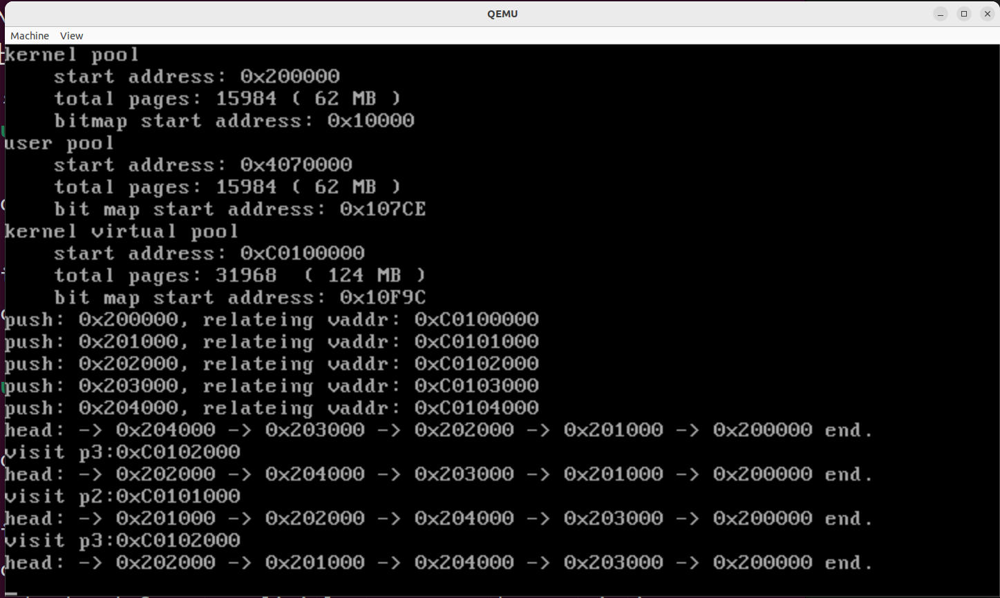 QEMU
Machine View
kernel pool
start address: 0x200000
total pages: 15984 ( 62 MB )
bitmap start address: 0x10000
user pool
start address: 0x4070000
total pages: 15984 ( 62 MB )
bit map start address: 0x107CE
kernel virtual pool
start address: 0xC0100000
total pages: 31968  ( 124 MB )
bit map start address: 0x10F9C
push: 0x200000, relateing vaddr: 0xC0100000
push: 0x201000, relateing vaddr: 0xC0101000
push: 0x202000, relateing vaddr: 0xC0102000
push: 0x203000, relateing vaddr: 0xC0103000
push: 0x204000, relateing vaddr: 0xC0104000
head: -> 0x204000 -> 0x203000 -> 0x202000 -> 0x201000 -> 0x200000 end.
visit p3:0xC0102000
head: -> 0x202000 -> 0x204000 -> 0x203000 -> 0x201000 -> 0x200000 end.
visit p2:0xC0101000
head: -> 0x201000 -> 0x202000 -> 0x204000 -> 0x203000 -> 0x200000 end.
visit p3:0xC0102000
head: -> 0x202000 -> 0x201000 -> 0x204000 -> 0x203000 -> 0x200000 end.